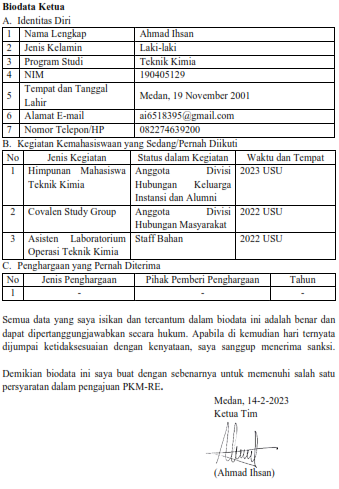 Biodata Ketua
A. Identitas Diri
1 Nama Lengkap Ahmad Ihsan
2 Jenis Kelamin Laki-laki
3 Program Studi Teknik Kimia
4 NIM 190405129
5 Tempat dan Tanggal Lahir Medan, 19 November 2001
6 Alamat E-mail ai6518395@gmail.com
7 Nomor Telepon/HP 082274639200
B. Kegiatan Kemahasiswaan yang Sedang/Pernah Diikuti
No Jenis Kegiatan Status dalam Kegiatan Waktu dan Tempat
1 Himpunan Mahasiswa Teknik Kimia Anggota Divisi Hubungan Keluarga Instansi dan Alumni 2023 USU
2 Covalen Study Group Anggota Divisi Hubungan Masyarakat 2022 USU
3 Asisten Laboratorium Operasi Teknik Kimia Staff Bahan 2022 USU
C. Penghargaan yang Pernah Diterima
No Jenis Penghargaan Pihak Pemberi Penghargaan Tahun
1 - - -
Semua data yang saya isikan dan tercantum dalam biodata ini adalah benar dan
dapat dipertanggungjawabkan secara hukum. Apabila di kemudian hari ternyata
dijumpai ketidaksesuaian dengan kenyataan, saya sanggup menerima sanksi.
Demikian biodata ini saya buat dengan sebenarnya untuk memenuhi salah satu
persyaratan dalam pengajuan PKM-RE.
Medan, 14-2-2023
Ketua Tim
(Ahmad Ihsan)